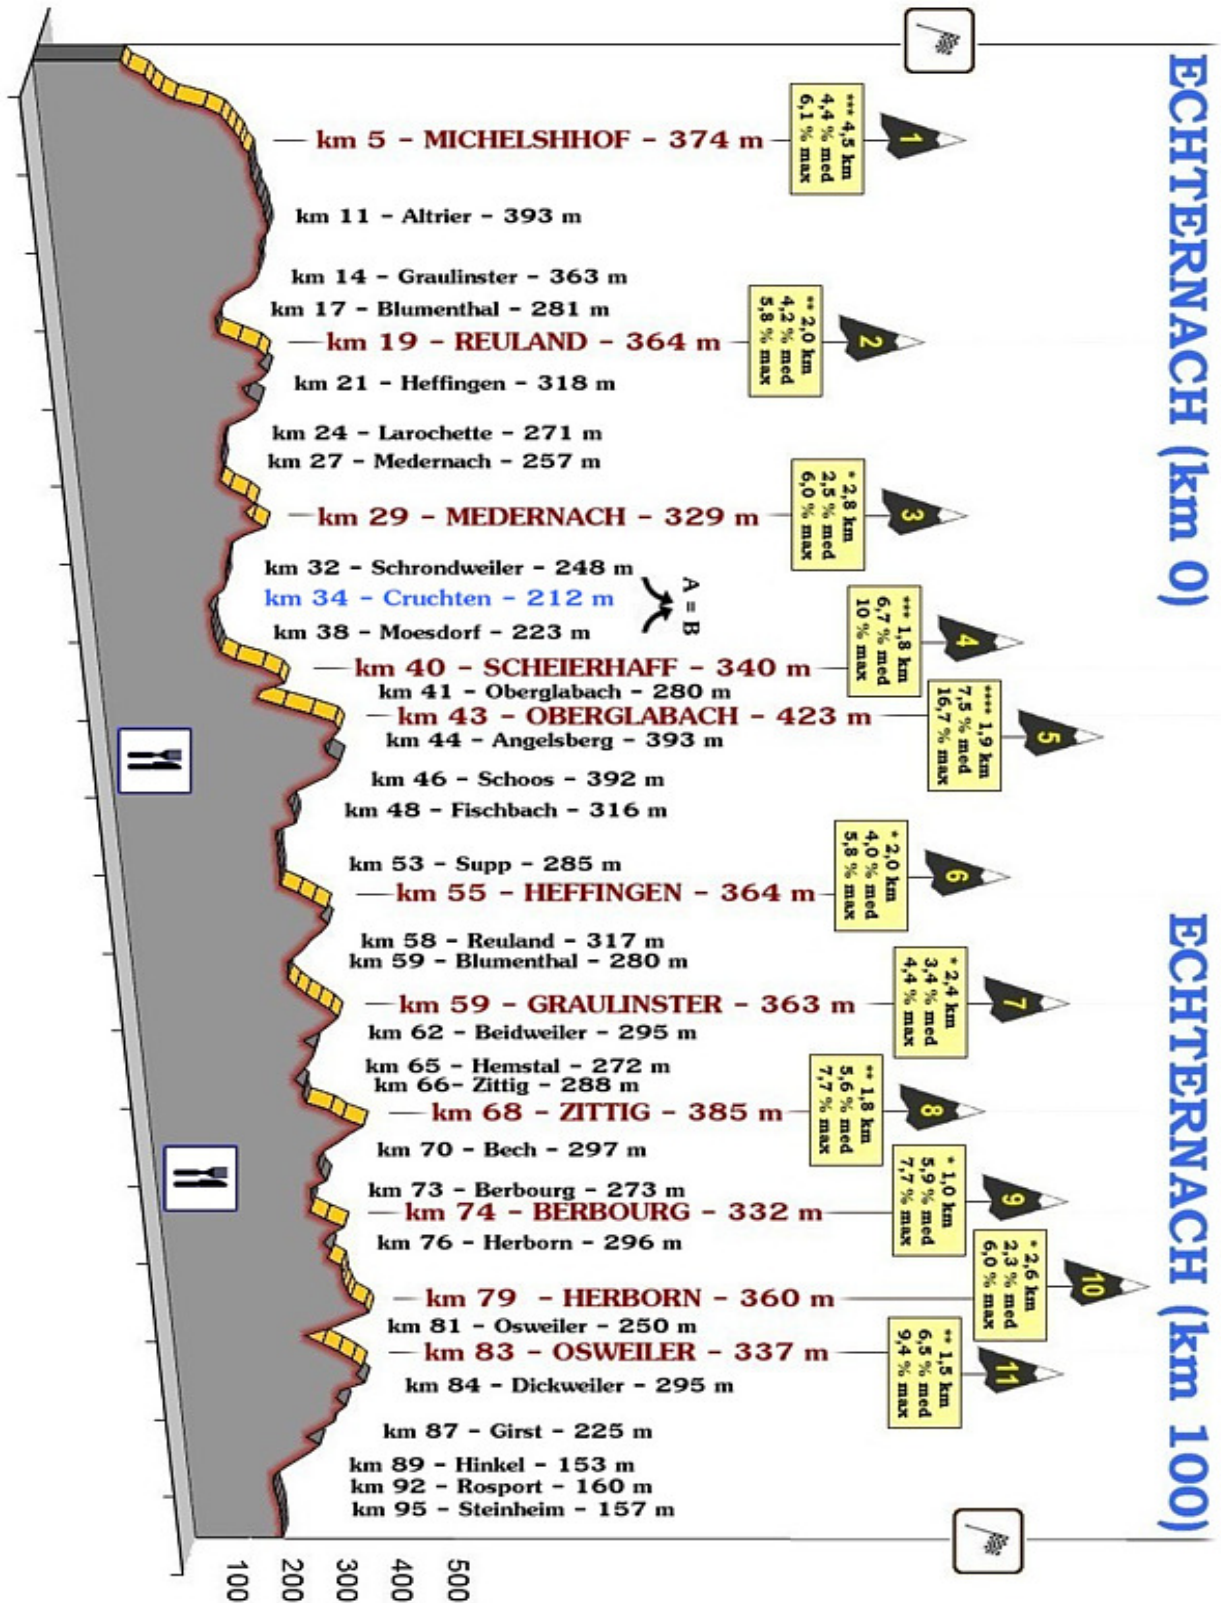 ECHTERNACH (km 0)
ECHTERNACH (km 100)
1
*** 4,5 km
4,4 % med
6,1 % max
km 5 - MICHELSHHOF - 374 m
km 11 - Altrier - 393 m
km 14 - Graulinster - 363 m
km 17 - Blumenthal - 281 m
2
** 2,0 km
4,2 % med
5,8 % max
km 19 - REULAND - 364 m
km 21 - Heffingen - 318 m
km 24 - Larochette - 271 m
km 27 - Medernach - 257 m
3
* 2,8 km
2,5 % med
6,0 % max
km 29 - MEDERNACH - 329 m
km 32 - Schrondweiler - 248 m
A = B
km 34 - Cruchten - 212 m
km 38 - Moesdorf - 223 m
4
*** 1,8 km
6,7 % med
10 % max
km 40 - SCHEIERHAFF - 340 m
km 41 - Oberglabach - 280 m
5
**** 1,9 km
7,5 % med
16,7 % max
km 43 - OBERGLABACH - 423 m
km 44 - Angelsberg - 393 m
km 46 - Schoos - 392 m
km 48 - Fischbach - 316 m
km 53 - Supp - 285 m
6
* 2,0 km
4,0 % med
5,8 % max
km 55 - HEFFINGEN - 364 m
km 58 - Reuland - 317 m
km 59 - Blumenthal - 280 m
7
* 2,4 km
3,4 % med
4,4 % max
km 59 - GRAULINSTER - 363 m
km 62 - Beidweiler - 295 m
km 65 - Hemstal - 272 m
km 66- Zittig - 288 m
8
** 1,8 km
5,6 % med
7,7 % max
km 68 - ZITTIG - 385 m
km 70 - Bech - 297 m
km 73 - Berbourg - 273 m
9
* 1,0 km
5,9 % med
7,7 % max
km 74 - BERBOURG - 332 m
km 76 - Herborn - 296 m
10
* 2,6 km
2,3 % med
6,0 % max
km 79 - HERBORN - 360 m
km 81 - Osweiler - 250 m
11
** 1,5 km
6,5 % med
9,4 % max
km 83 - OSWEILER - 337 m
km 84 - Dickweiler - 295 m
km 87 - Girst - 225 m
km 89 - Hinkel - 153 m
km 92 - Rosport - 160 m
km 95 - Steinheim - 157 m
500
400
300
200
100